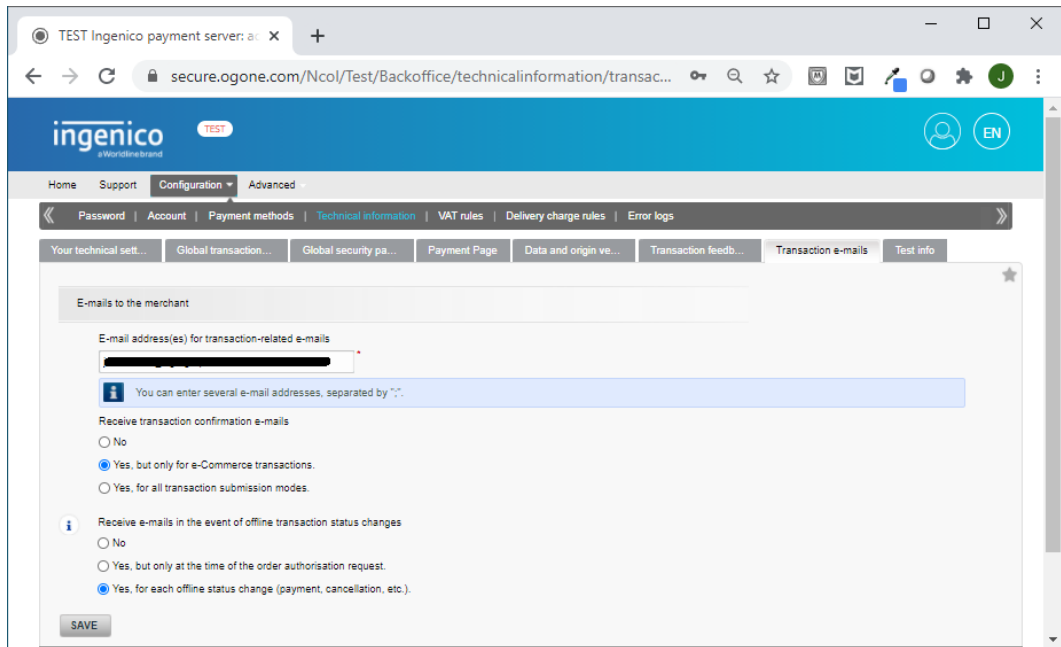 TEST Ingenico payment server: ac
secure.ogone.com/Ncol/Test/Backoffice/technicalinformation/transac...
J
ingenico
a Worldline brand
TEST
EN
Home Support Configuration Advanced
Password | Account | Payment methods | Technical information | VAT rules | Delivery charge rules | Error logs
Your technical sett... Global transaction... Global security pa... Payment Page Data and origin ve... Transaction feedb... Transaction e-mails Test info
E-mails to the merchant
E-mail address(es) for transaction-related e-mails
*
You can enter several e-mail addresses, separated by ";".
Receive transaction confirmation e-mails
No
Yes, but only for e-Commerce transactions.
Yes, for all transaction submission modes.
Receive e-mails in the event of offline transaction status changes
No
Yes, but only at the time of the order authorisation request.
Yes, for each offline status change (payment, cancellation, etc.).
SAVE